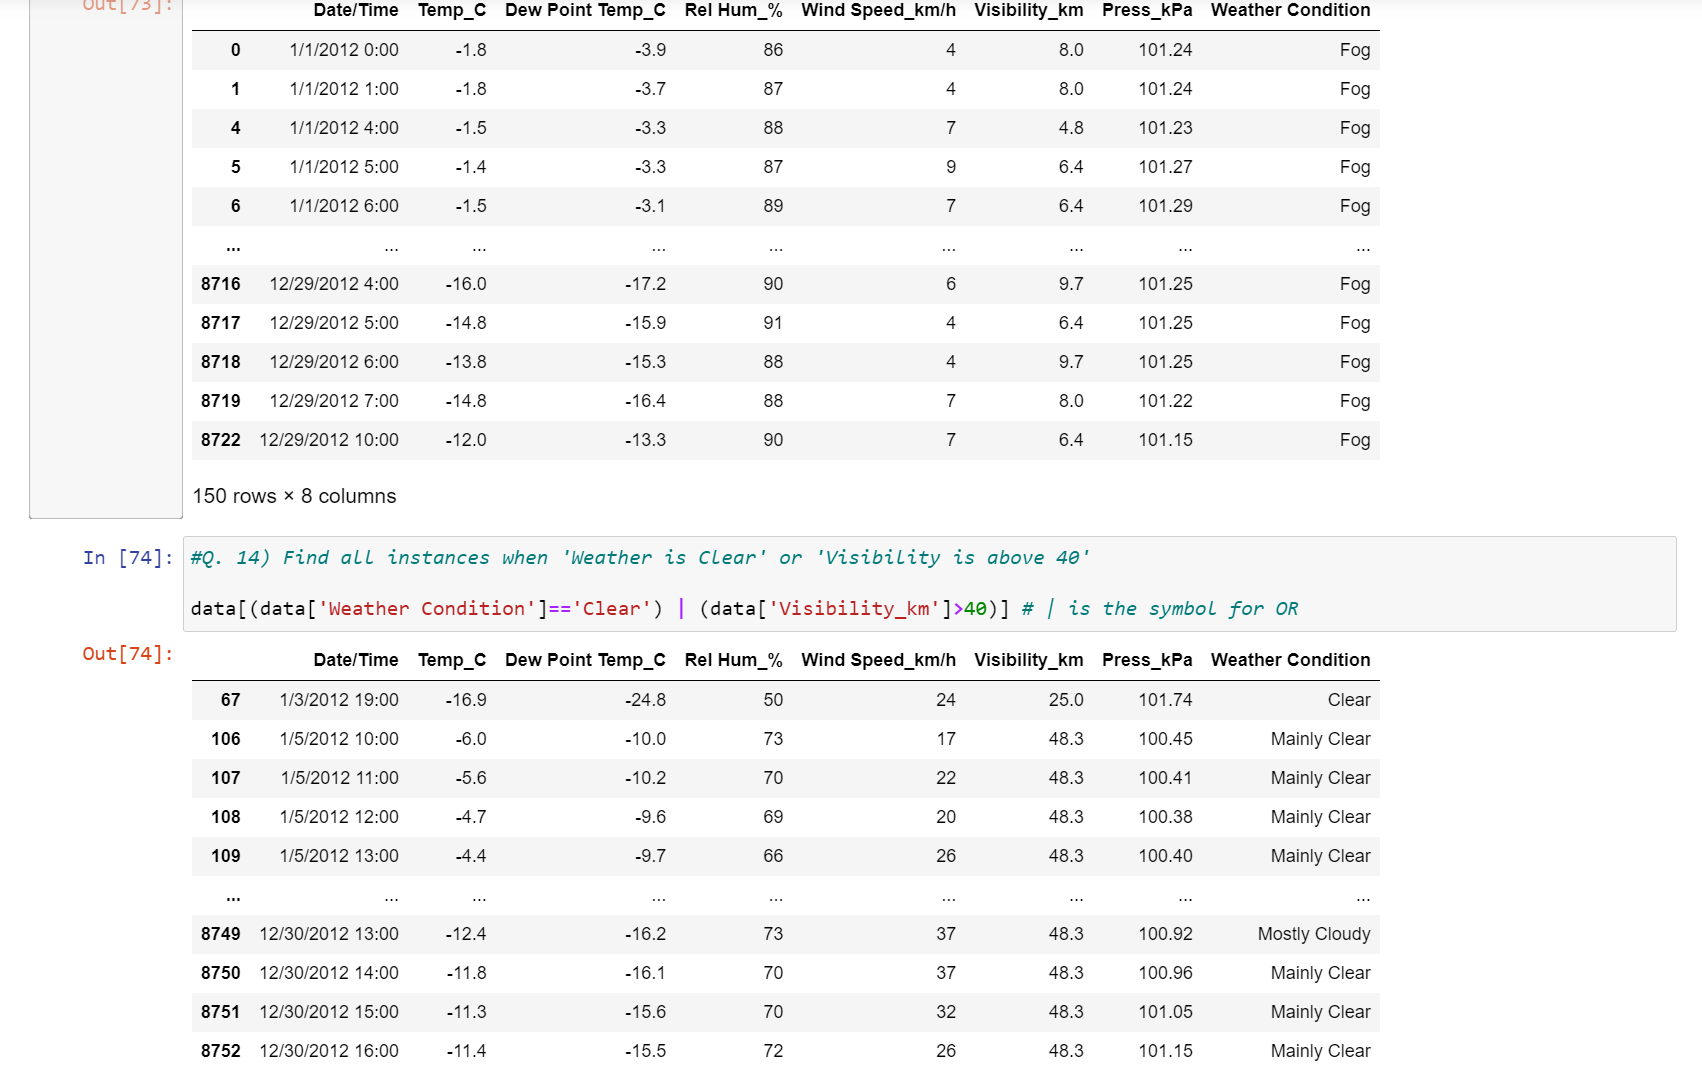 Out[73]:
Date/Time Temp_C Dew Point Temp_C Rel Hum_% Wind Speed_km/h Visibility_km Press_kPa Weather Condition
0 1/1/2012 0:00 -1.8 -3.9 86 4 8.0 101.24 Fog
1 1/1/2012 1:00 -1.8 -3.7 87 4 8.0 101.24 Fog
4 1/1/2012 4:00 -1.5 -3.3 88 7 4.8 101.23 Fog
5 1/1/2012 5:00 -1.4 -3.3 87 9 6.4 101.27 Fog
6 1/1/2012 6:00 -1.5 -3.1 89 7 6.4 101.29 Fog
... ... ... ... ... ... ... ... ...
8716 12/29/2012 4:00 -16.0 -17.2 90 6 9.7 101.25 Fog
8717 12/29/2012 5:00 -14.8 -15.9 91 4 6.4 101.25 Fog
8718 12/29/2012 6:00 -13.8 -15.3 88 4 9.7 101.25 Fog
8719 12/29/2012 7:00 -14.8 -16.4 88 7 8.0 101.22 Fog
8722 12/29/2012 10:00 -12.0 -13.3 90 7 6.4 101.15 Fog
150 rows × 8 columns
In [74]: #Q. 14) Find all instances when 'Weather is Clear' or 'Visibility is above 40'
data[(data['Weather Condition']=='Clear') | (data['Visibility_km']>40)] # | is the symbol for OR
Out[74]:
Date/Time Temp_C Dew Point Temp_C Rel Hum_% Wind Speed_km/h Visibility_km Press_kPa Weather Condition
67 1/3/2012 19:00 -16.9 -24.8 50 24 25.0 101.74 Clear
106 1/5/2012 10:00 -6.0 -10.0 73 17 48.3 100.45 Mainly Clear
107 1/5/2012 11:00 -5.6 -10.2 70 22 48.3 100.41 Mainly Clear
108 1/5/2012 12:00 -4.7 -9.6 69 20 48.3 100.38 Mainly Clear
109 1/5/2012 13:00 -4.4 -9.7 66 26 48.3 100.40 Mainly Clear
... ... ... ... ... ... ... ... ...
8749 12/30/2012 13:00 -12.4 -16.2 73 37 48.3 100.92 Mostly Cloudy
8750 12/30/2012 14:00 -11.8 -16.1 70 37 48.3 100.96 Mainly Clear
8751 12/30/2012 15:00 -11.3 -15.6 70 32 48.3 101.05 Mainly Clear
8752 12/30/2012 16:00 -11.4 -15.5 72 26 48.3 101.15 Mainly Clear